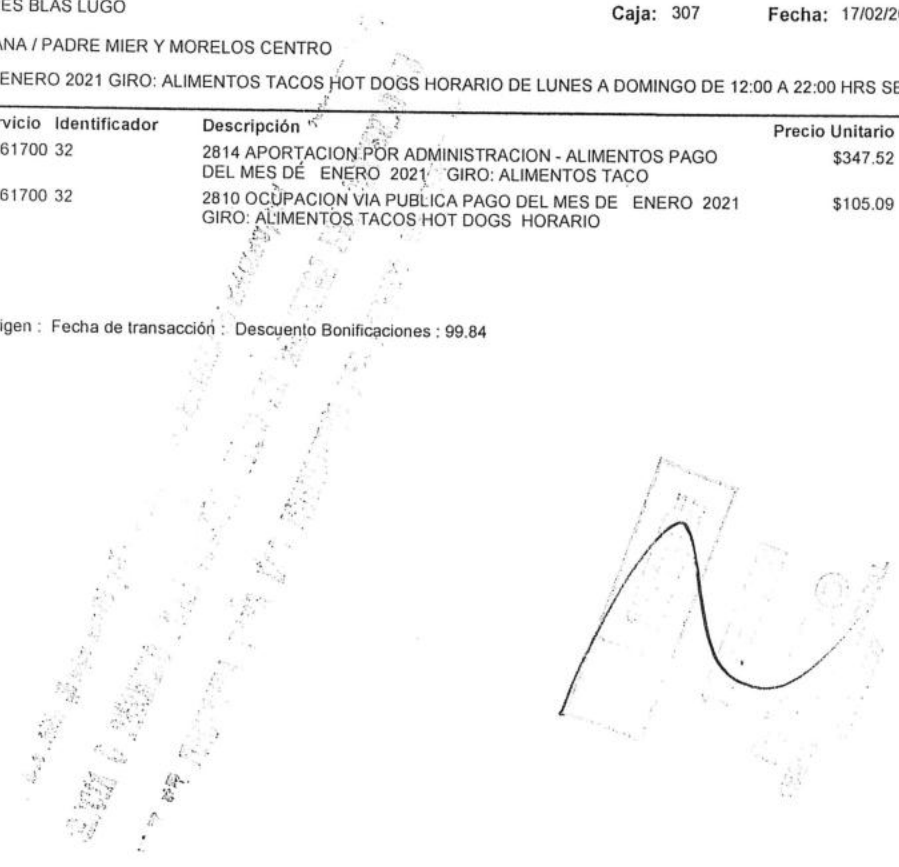 ES BLAS LUGO
Caja: 307 Fecha: 17/02/2
ANA / PADRE MIER Y MORELOS CENTRO
ENERO 2021 GIRO: ALIMENTOS TACOS HOT DOGS HORARIO DE LUNES A DOMINGO DE 12:00 A 22:00 HRS SE
rvicio Identificador Descripción Precio Unitario
61700 32 2814 APORTACION POR ADMINISTRACION - ALIMENTOS PAGO $347.52
DEL MES DE ENERO 2021 GIRO: ALIMENTOS TACO
61700 32 2810 OCUPACION VIA PUBLICA PAGO DEL MES DE ENERO 2021 $105.09
GIRO: ALIMENTOS TACOS HOT DOGS HORARIO
igen : Fecha de transacción : Descuento Bonificaciones : 99.84